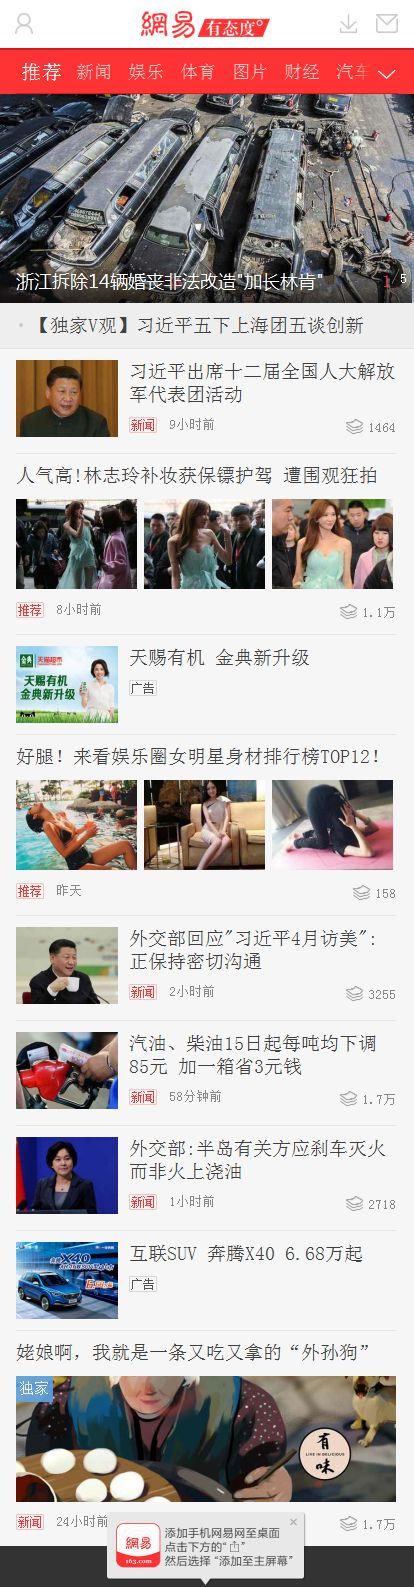 網易 有态度°
推荐 新闻 娱乐 体育 图片 财经 汽车
浙江拆除14辆婚丧非法改造"加长林肯"
1 5
【独家V观】习近平五下上海团五谈创新
习近平出席十二届全国人大解放
军代表团活动
新闻 9小时前 1464
人气高!林志玲补妆获保镖护驾 遭围观狂拍
推荐 8小时前 1.1万
金典 天猫超市
天赐有机
金典新升级
天赐有机 金典新升级
广告
好腿！来看娱乐圈女明星身材排行榜TOP12！
推荐 昨天 158
外交部回应"习近平4月访美":
正保持密切沟通
新闻 2小时前 3255
汽油、柴油15日起每吨均下调
85元 加一箱省3元钱
新闻 58分钟前 1.7万
外交部:半岛有关方应刹车灭火
而非火上浇油
新闻 1小时前 2718
X40
互联SUV 奔腾X40 6.68万起
广告
姥娘啊，我就是一条又吃又拿的“外孙狗”
独家
有
LIVE IN DELICIOUS
味
新闻 24小时前 1.7万
網易
163.com
添加手机网易网至桌面
点击下方的“ ”
然后选择“添加至主屏幕”